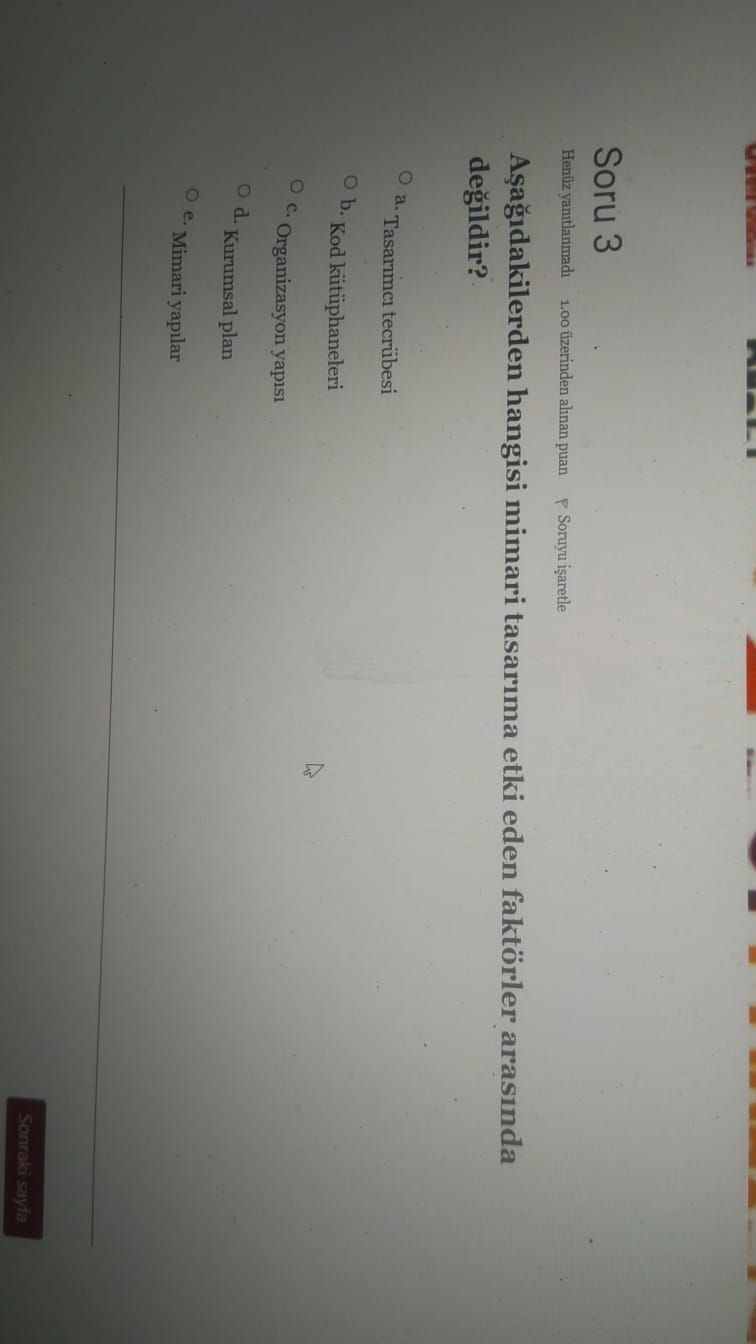 Soru 3
Henüz yanıtlanmadı 1.00 üzerinden alınan puan Soruyu işaretle
Aşağıdakilerden hangisi mimari tasarıma etki eden faktörler arasında
değildir?
a. Tasarımcı tecrübesi
b. Kod kütüphaneleri
c. Organizasyon yapısı
d. Kurumsal plan
e. Mimari yapılar
Sonraki sayfa